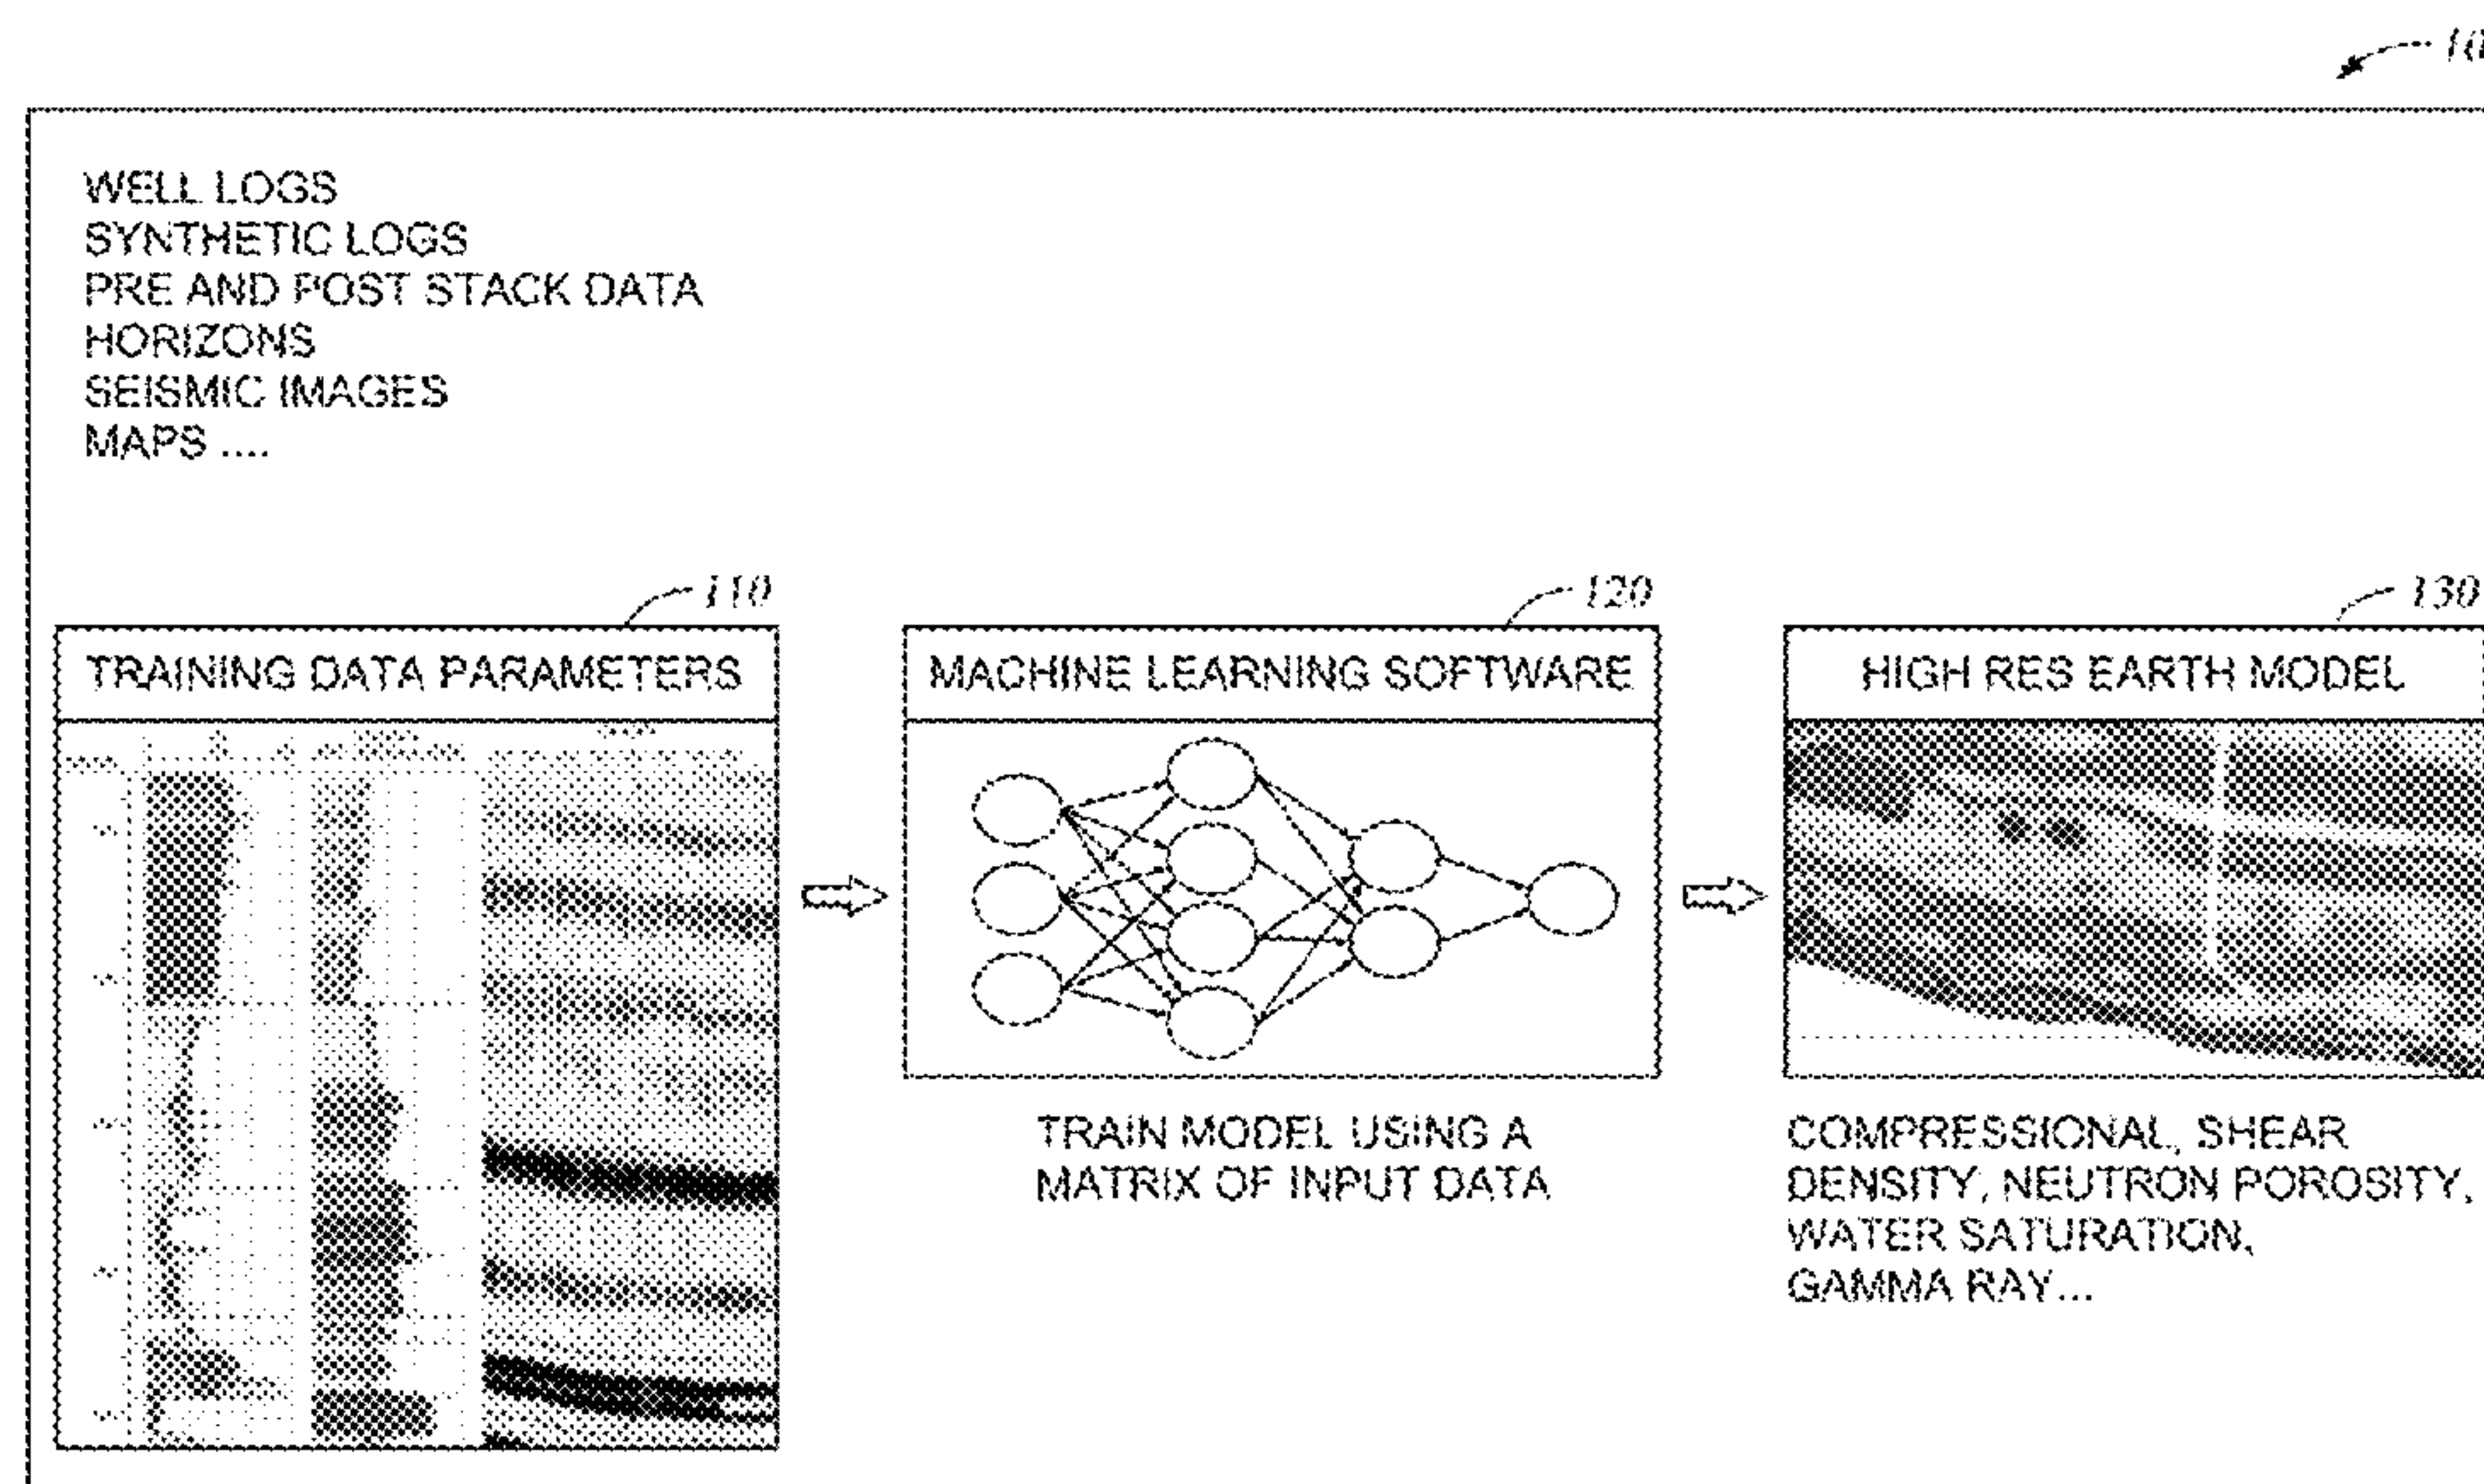 WELL LOGS
SYNTHETIC LOGS
PRE AND POST STACK DATA
HORIZONS
SEISMIC IMAGES
MAPS ....
110
120
130
TRAINING DATA PARAMETERS
MACHINE LEARNING SOFTWARE
HIGH RES EARTH MODEL
TRAIN MODEL USING A
MATRIX OF INPUT DATA
COMPRESSIONAL, SHEAR
DENSITY, NEUTRON POROSITY,
WATER SATURATION,
GAMMA RAY...